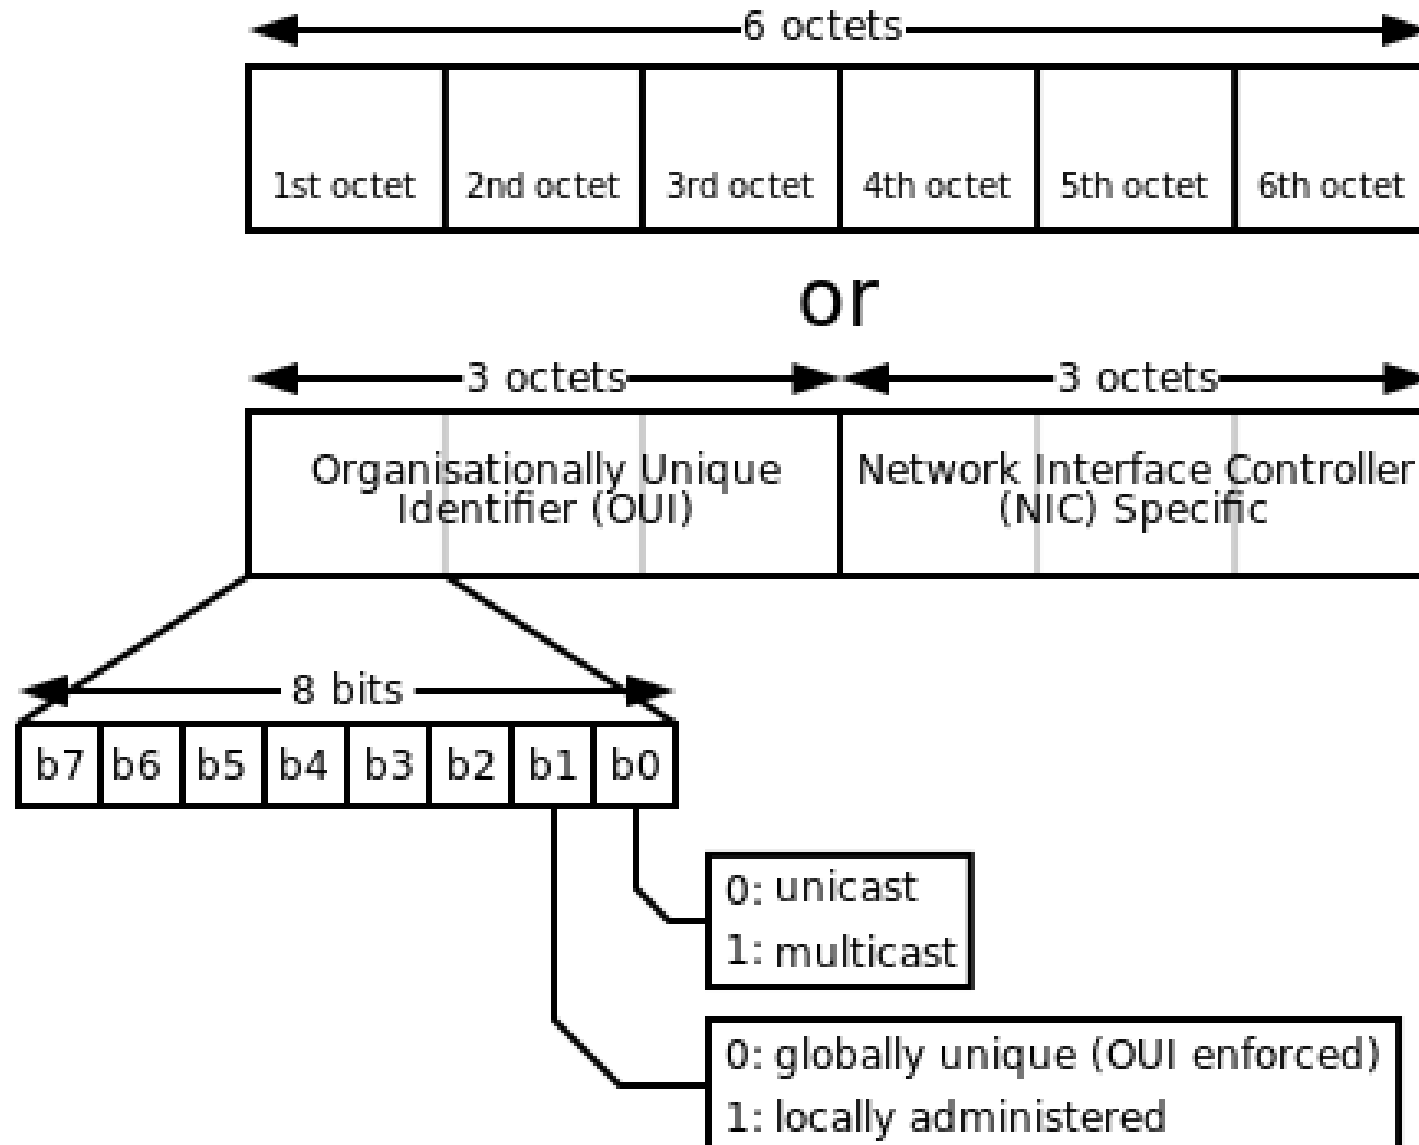 6 octets
1st octet 2nd octet 3rd octet 4th octet 5th octet 6th octet
or
3 octets 3 octets
Organisationally Unique
Identifier (OUI)
Network Interface Controller
(NIC) Specific
8 bits
b7 b6 b5 b4 b3 b2 b1 b0
0: unicast
1: multicast
0: globally unique (OUI enforced)
1: locally administered